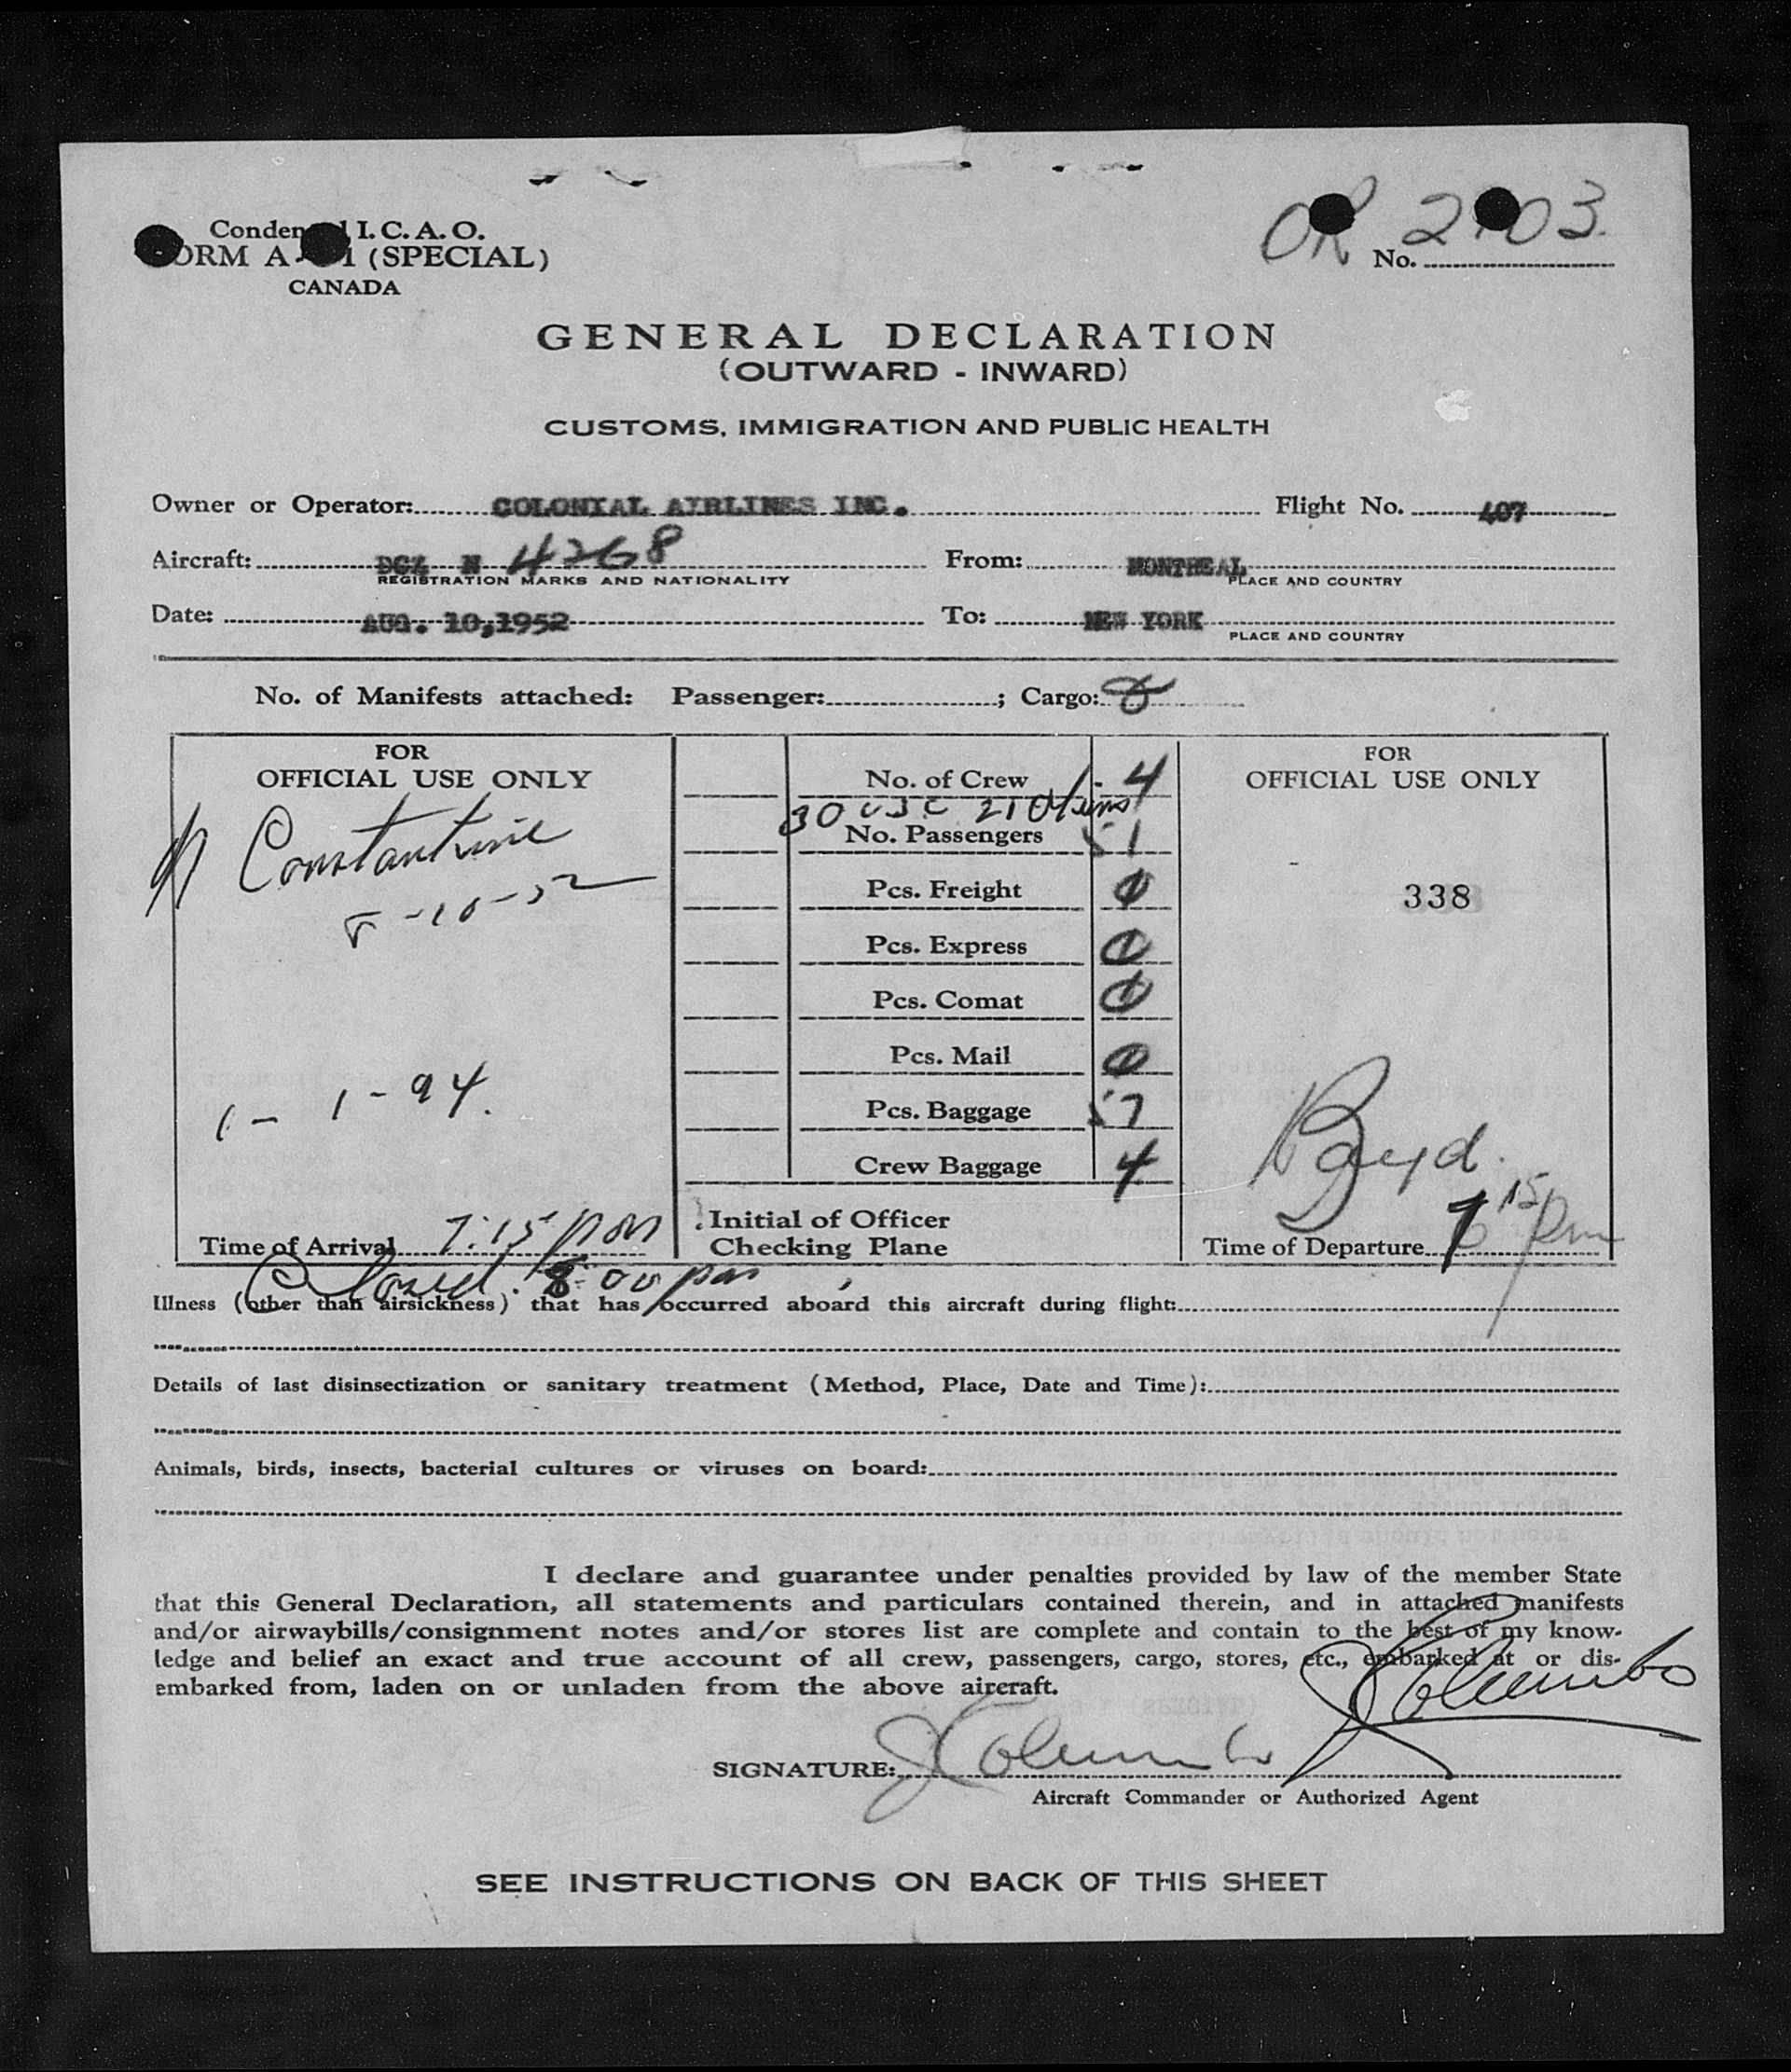 I.C.A.O.
(SPECIAL)
CANADA
No.
GENERAL DECLARATION
(OUTWARD - INWARD)
CUSTOMS, IMMIGRATION AND PUBLIC HEALTH
Owner or Operator: COLONIAL AIRLINES INC. Flight No. 407
Aircraft: DC4 N 4268 From: MONTREAL
REGISTRATION MARKS AND NATIONALITY PLACE AND COUNTRY
Date: AUG. 10,1952 To: NEW YORK
PLACE AND COUNTRY
No. of Manifests attached: Passenger: ; Cargo:
FOR
OFFICIAL USE ONLY
Constantine
8-10-52
1-94.
Time of Arrival 7:15 pm
Closed. 8:00 pm
No. of Crew 4
30 USC 21
No. Passengers 51
Pcs. Freight 0
Pcs. Express 0
Pcs. Comat 0
Pcs. Mail 0
Pcs. Baggage 57
Crew Baggage 4
Initial of Officer
Checking Plane
FOR
OFFICIAL USE ONLY
338
Boyd.
Time of Departure 15 pm
Illness (other than airsickness) that has occurred aboard this aircraft during flight:
Details of last disinsectization or sanitary treatment (Method, Place, Date and Time):
Animals, birds, insects, bacterial cultures or viruses on board:
I declare and guarantee under penalties provided by law of the member State
that this General Declaration, all statements and particulars contained therein, and in attached manifests
and/or airwaybills/consignment notes and/or stores list are complete and contain to the best of my know-
ledge and belief an exact and true account of all crew, passengers, cargo, stores, etc., embarked at or dis-
embarked from, laden on or unladen from the above aircraft.
SIGNATURE: J Columbo
J Columbo
Aircraft Commander or Authorized Agent
SEE INSTRUCTIONS ON BACK OF THIS SHEET